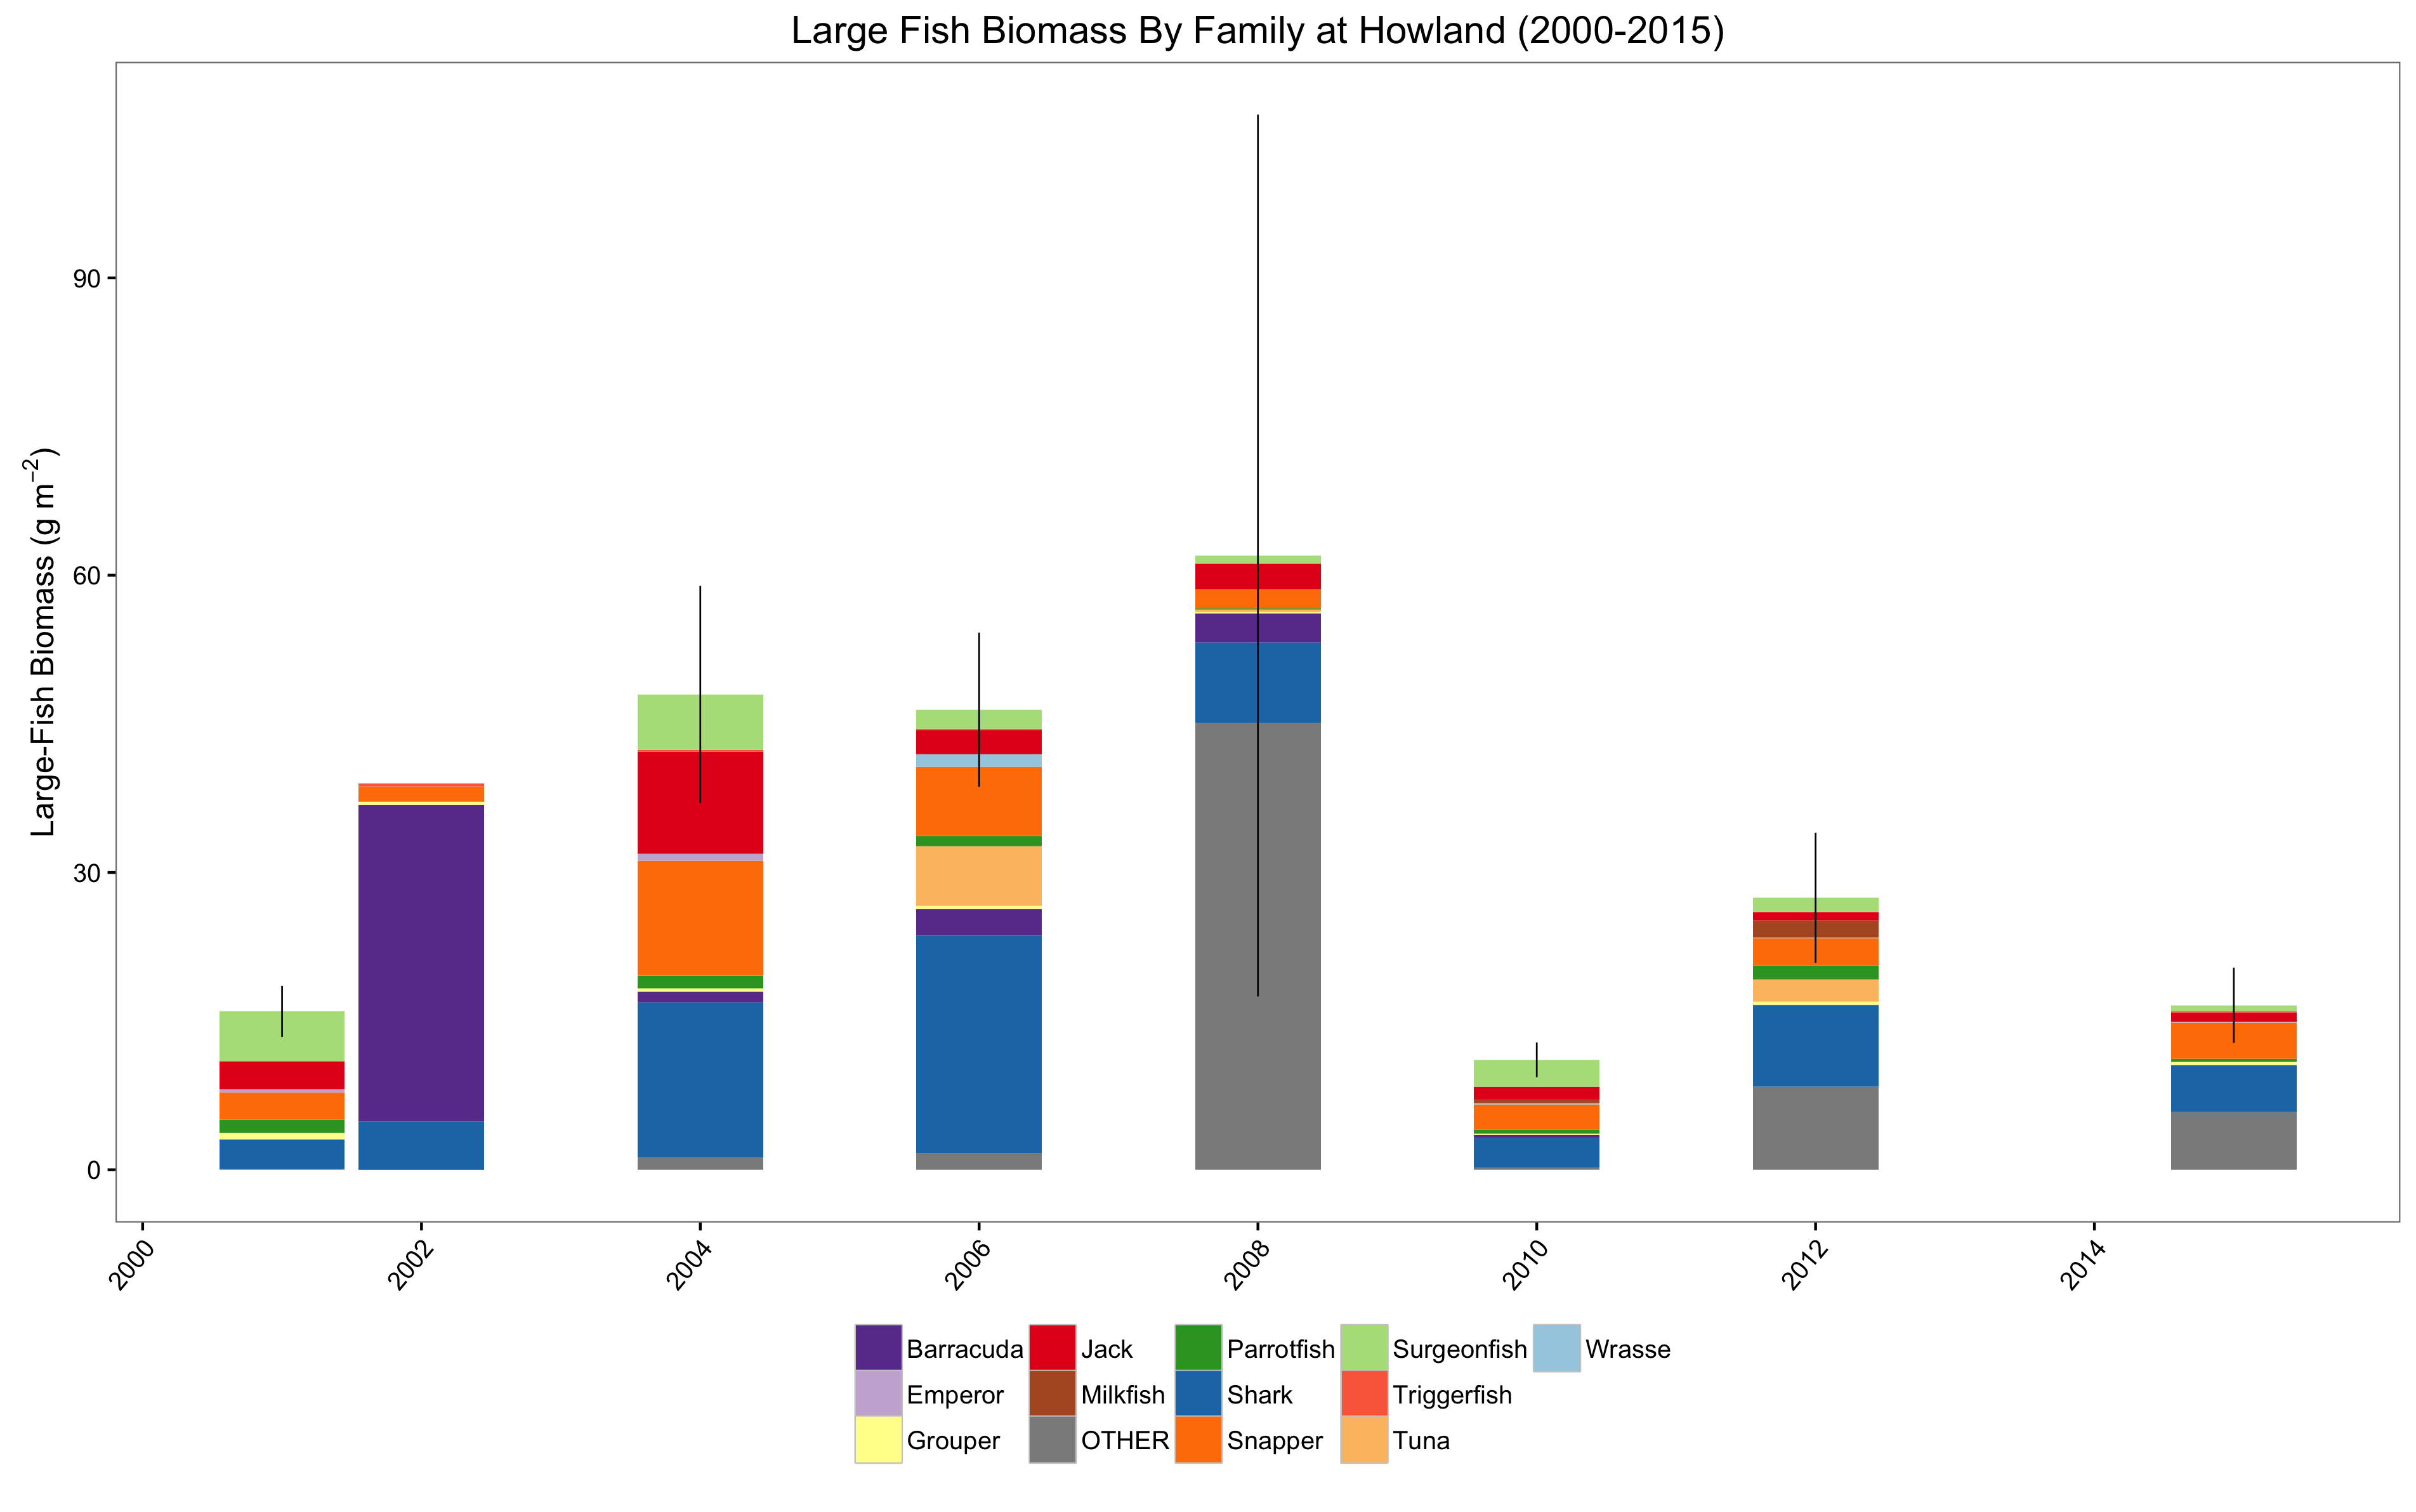 Large Fish Biomass By Family at Howland (2000-2015)
Large-Fish Biomass (g m⁻²)
90
60
30
0
2000 2002 2004 2006 2008 2010 2012 2014
Barracuda Jack Parrotfish Surgeonfish Wrasse
Emperor Milkfish Shark Triggerfish
Grouper OTHER Snapper Tuna